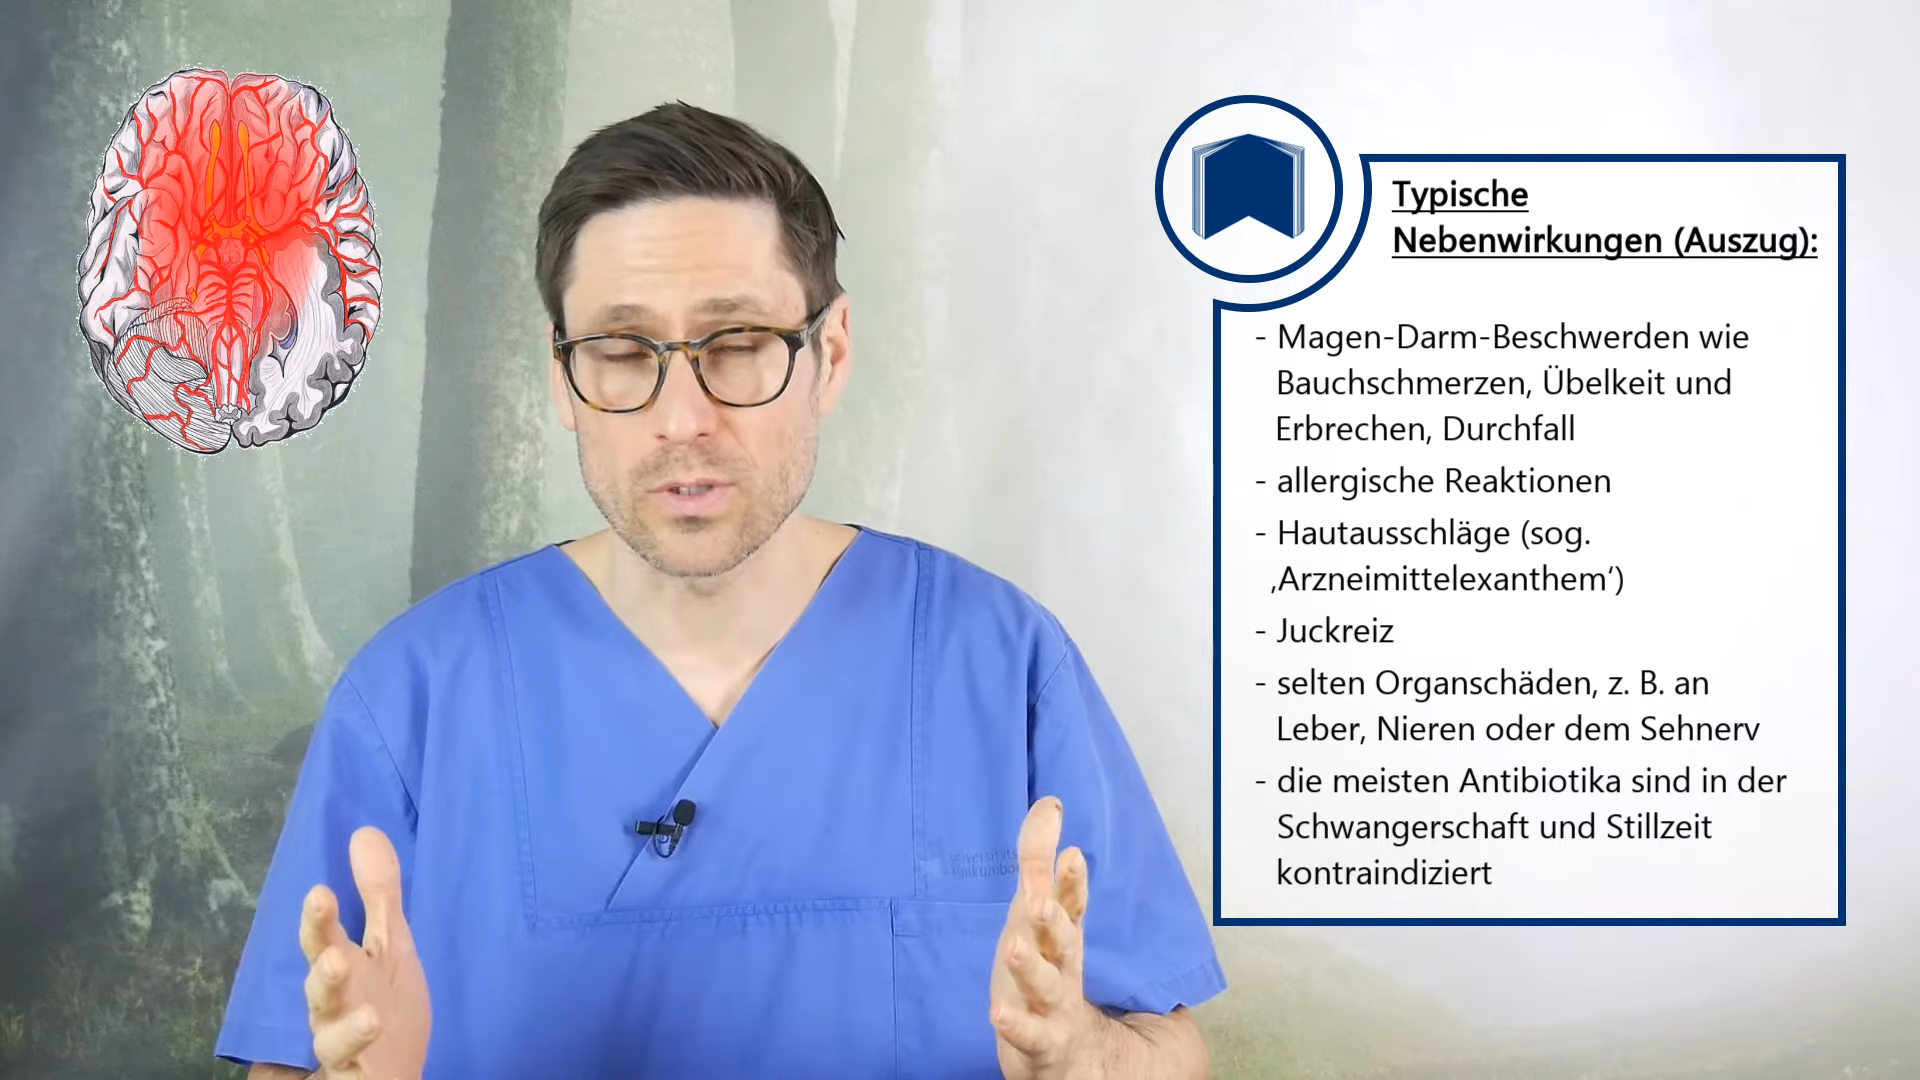 Typische
Nebenwirkungen (Auszug):
- Magen-Darm-Beschwerden wie
Bauchschmerzen, Übelkeit und
Erbrechen, Durchfall
- allergische Reaktionen
- Hautausschläge (sog.
‚Arzneimittelexanthem‘)
- Juckreiz
- selten Organschäden, z. B. an
Leber, Nieren oder dem Sehnerv
- die meisten Antibiotika sind in der
Schwangerschaft und Stillzeit
kontraindiziert